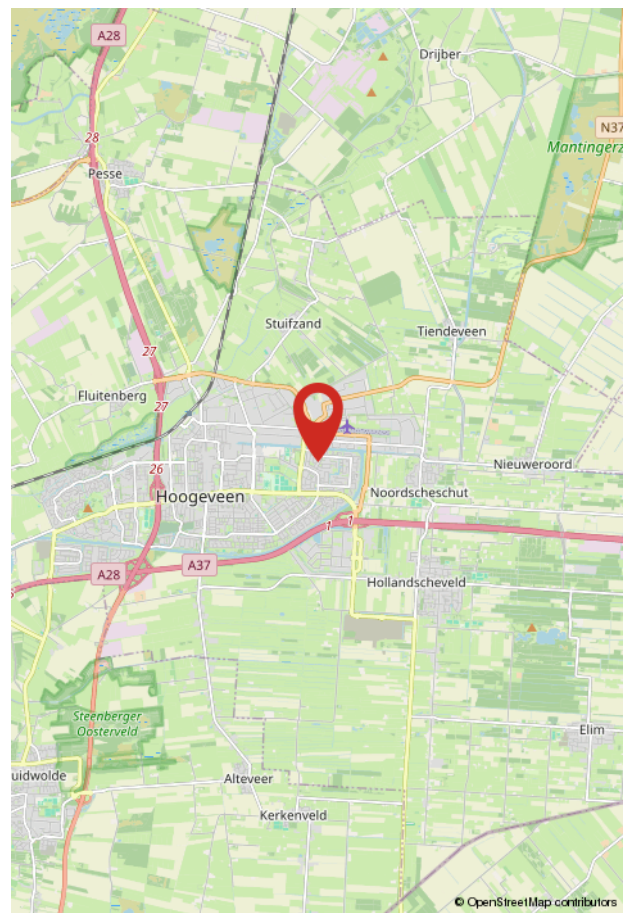 A28
Drijber
N37
28
Mantingerz
Pesse
Stuifzand
Tiendeveen
27
Fluitenberg
27
26
Nieuweroord
Hoogeveen
Noordscheschut
1
1
A28
A37
Hollandscheveld
Steenberger
Oosterveld
Elim
uidwolde
Alteveer
Kerkenveld
© OpenStreetMap contributors